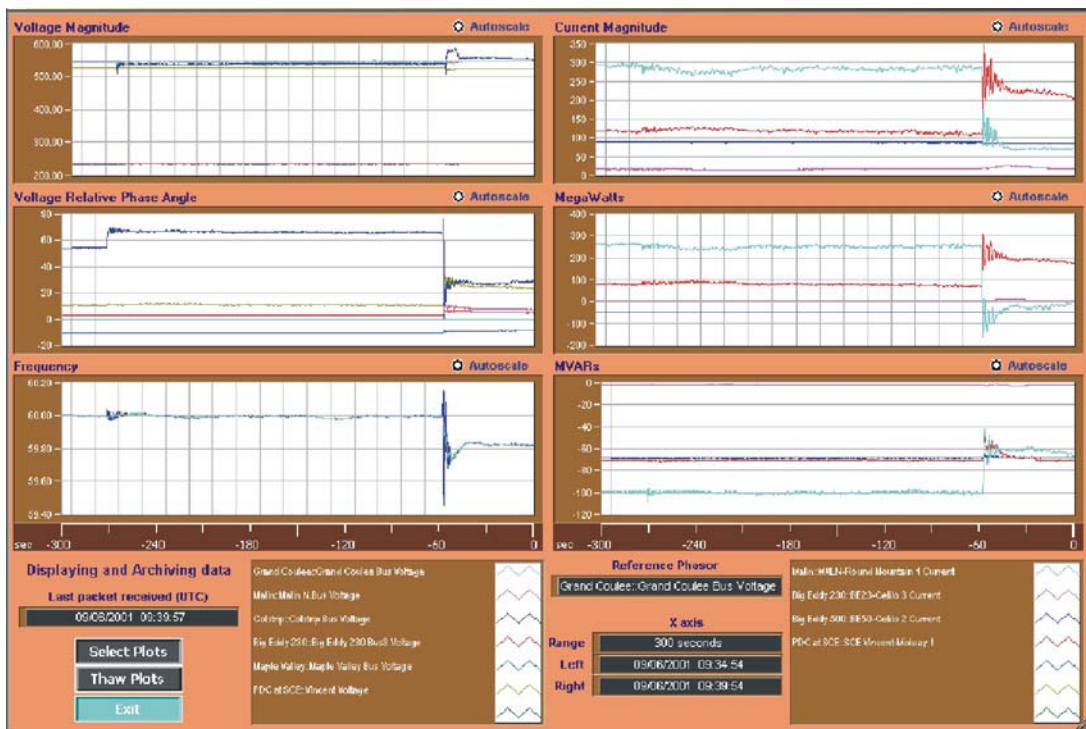 Voltage Magnitude
Autoscale
600.00
500.00
400.00
300.00
200.00
Current Magnitude
Autoscale
350
300
250
200
150
100
50
0
Voltage Relative Phase Angle
Autoscale
80
60
40
20
0
-20
MegaWatts
Autoscale
400
300
200
100
0
-100
-200
Frequency
Autoscale
60.20
60.00
59.80
59.60
59.40
MVARs
Autoscale
0
-20
-40
-60
-80
-100
-120
sec -300 -240 -180 -120 -60 0
sec -300 -240 -180 -120 -60 0
Displaying and Archiving data
Last packet received (UTC)
09/06/2001 09:39:57
Select Plots
Thaw Plots
Exit
Grand Coulee::Grand Coulee Bus Voltage
Malin::Malin N.Bus Voltage
Colstrip::Colstrip Bus Voltage
Big Eddy 230::Big Eddy 230 Bus3 Voltage
Maple Valley::Maple Valley Bus Voltage
PDC at SCE::Vincent Voltage
Reference Phasor
Grand Coulee::Grand Coulee Bus Voltage
X axis
Range 300 seconds
Left 09/06/2001 09:34:54
Right 09/06/2001 09:39:54
Malin::MALN-Round Mountain 1 Current
Big Eddy 230::BE23-Celilo 3 Current
Big Eddy 500::BE50-Celilo 2 Current
PDC at SCE::SCE Vincent Midway 1